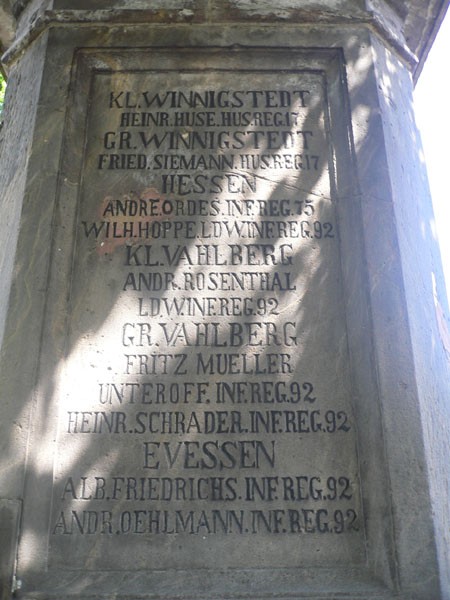 KL.WINNIGSTEDT
HEINR.HUSE.HUS.REG.17
GR.WINNIGSTEDT
FRIED.SIEMANN.HUS.REG.17
HESSEN
ANDRE.ORDES.INF.REG.75
WILH.HOPPE.LDW.INF.REG.92
KL.VAHLBERG
ANDR.ROSENTHAL
LDW.INF.REG.92
GR.VAHLBERG
FRITZ MUELLER
UNTEROFF.INF.REG.92
HEINR.SCHRADER.INF.REG.92
EVESSEN
ALB.FRIEDRICHS.INF.REG.92
ANDR.OEHLMANN.INF.REG.92